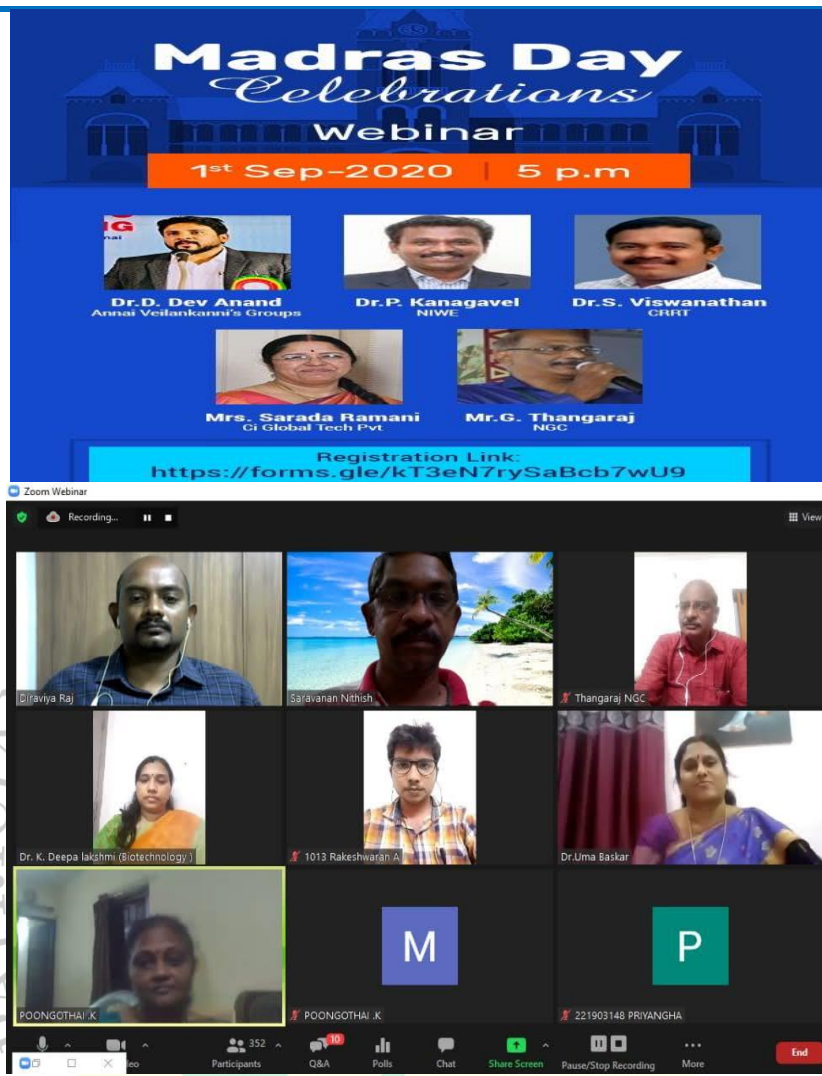 Madras Day
Celebrations
Webinar
1st Sep-2020 | 5 p.m
Dr.D. Dev Anand
Annai Veilankanni's Groups
Dr.P. Kanagavel
NIWE
Dr.S. Viswanathan
CRRT
Mrs. Sarada Ramani
Ci Global Tech Pvt
Mr.G. Thangaraj
NGC
Registration Link:
https://forms.gle/kT3eN7rySaBcb7wU9
Zoom Webinar
Recording...
View
Diraviya Raj
Saravanan Nithish
Thangaraj NGC
Dr. K. Deepa lakshmi (Biotechnology )
1013 Rakeshwaran A
Dr.Uma Baskar
POONGOTHAI .K
M
POONGOTHAI .K
P
221903148 PRIYANGHA
352
10
Participants
Q&A
Polls
Chat
Share Screen
Pause/Stop Recording
More
End